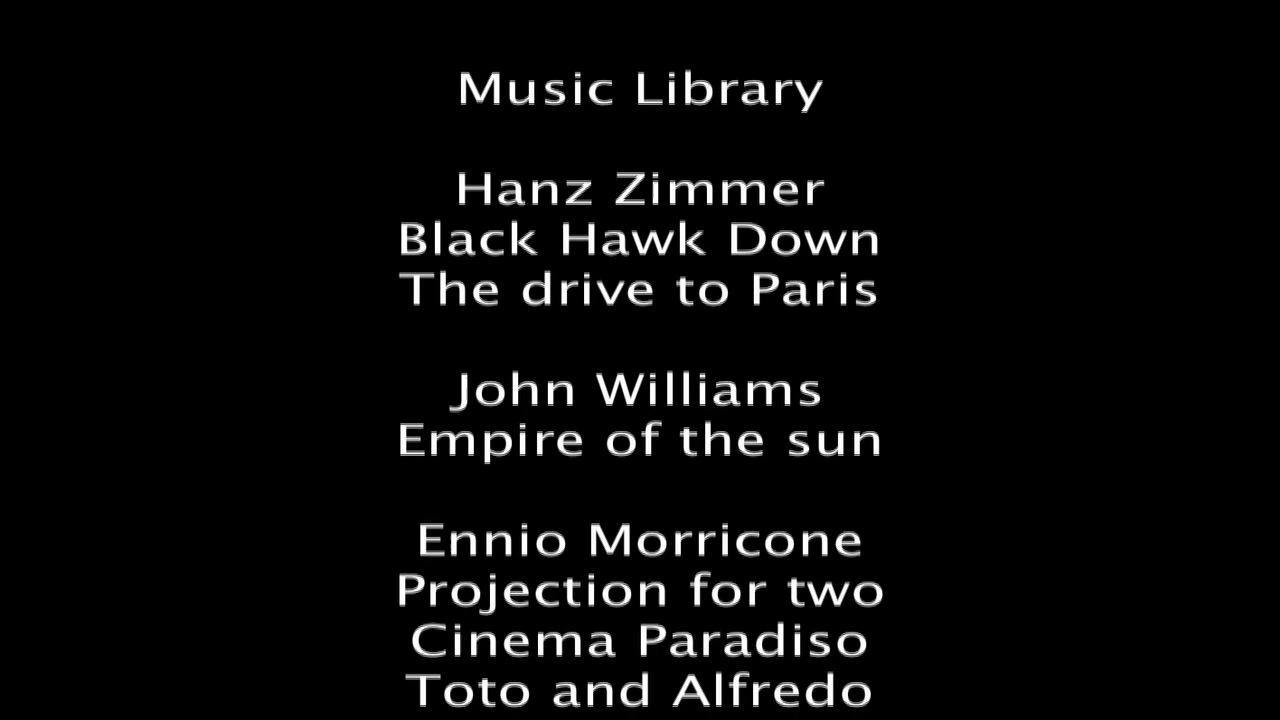 Music Library
Hanz Zimmer
Black Hawk Down
The drive to Paris
John Williams
Empire of the sun
Ennio Morricone
Projection for two
Cinema Paradiso
Toto and Alfredo